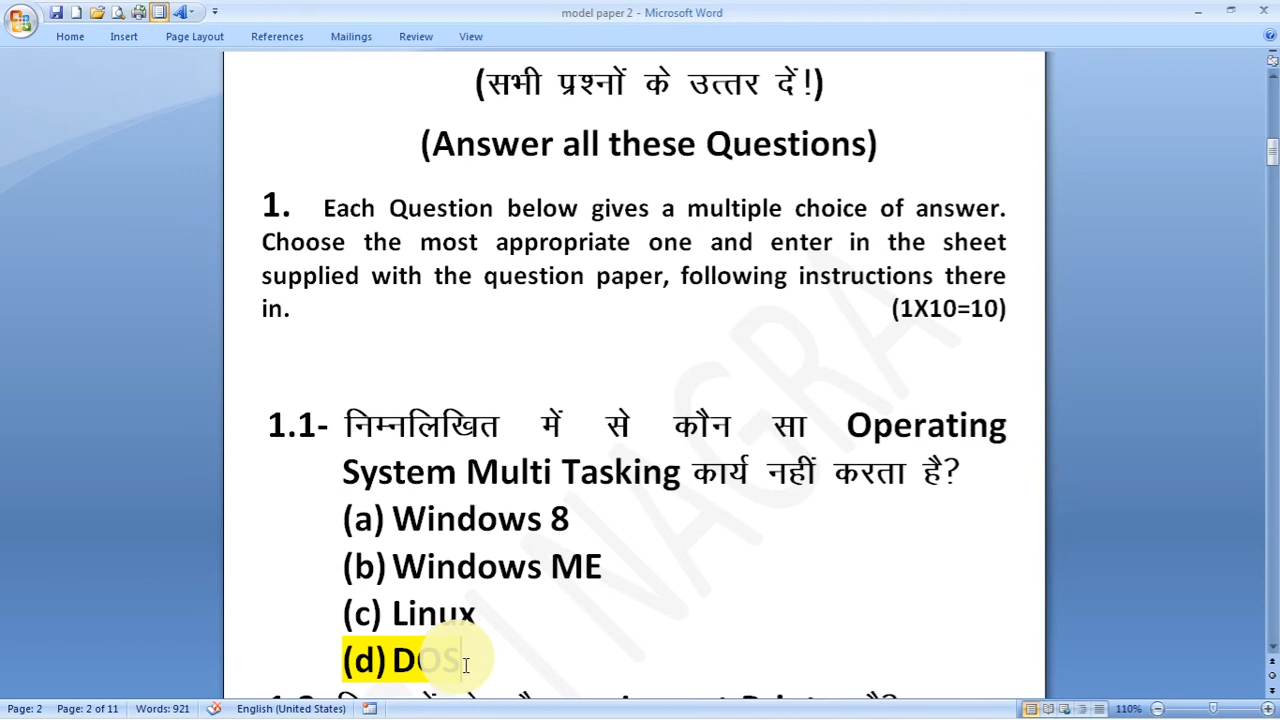 model paper 2 - Microsoft Word
Home Insert Page Layout References Mailings Review View
(सभी प्रश्नों के उत्तर दें!)
(Answer all these Questions)
1. Each Question below gives a multiple choice of answer.
Choose the most appropriate one and enter in the sheet
supplied with the question paper, following instructions there
in. (1X10=10)
1.1- निम्नलिखित में से कौन सा Operating
System Multi Tasking कार्य नहीं करता है?
(a) Windows 8
(b) Windows ME
(c) Linux
(d) DOS
Page: 2 Page: 2 of 11 Words: 921 English (United States) 110%